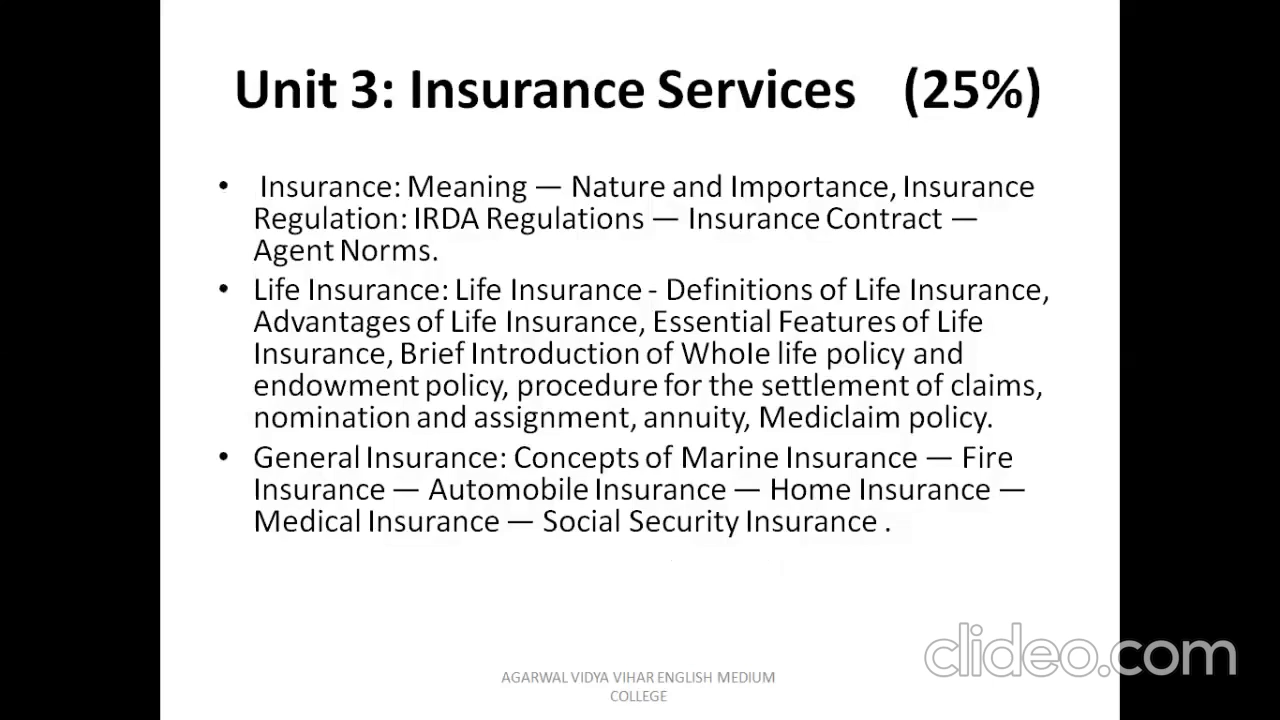 Unit 3: Insurance Services (25%)
• Insurance: Meaning — Nature and Importance, Insurance
Regulation: IRDA Regulations — Insurance Contract —
Agent Norms.
• Life Insurance: Life Insurance - Definitions of Life Insurance,
Advantages of Life Insurance, Essential Features of Life
Insurance, Brief Introduction of Whole life policy and
endowment policy, procedure for the settlement of claims,
nomination and assignment, annuity, Mediclaim policy.
• General Insurance: Concepts of Marine Insurance — Fire
Insurance — Automobile Insurance — Home Insurance —
Medical Insurance — Social Security Insurance .
clideo.com
AGARWAL VIDYA VIHAR ENGLISH MEDIUM
COLLEGE